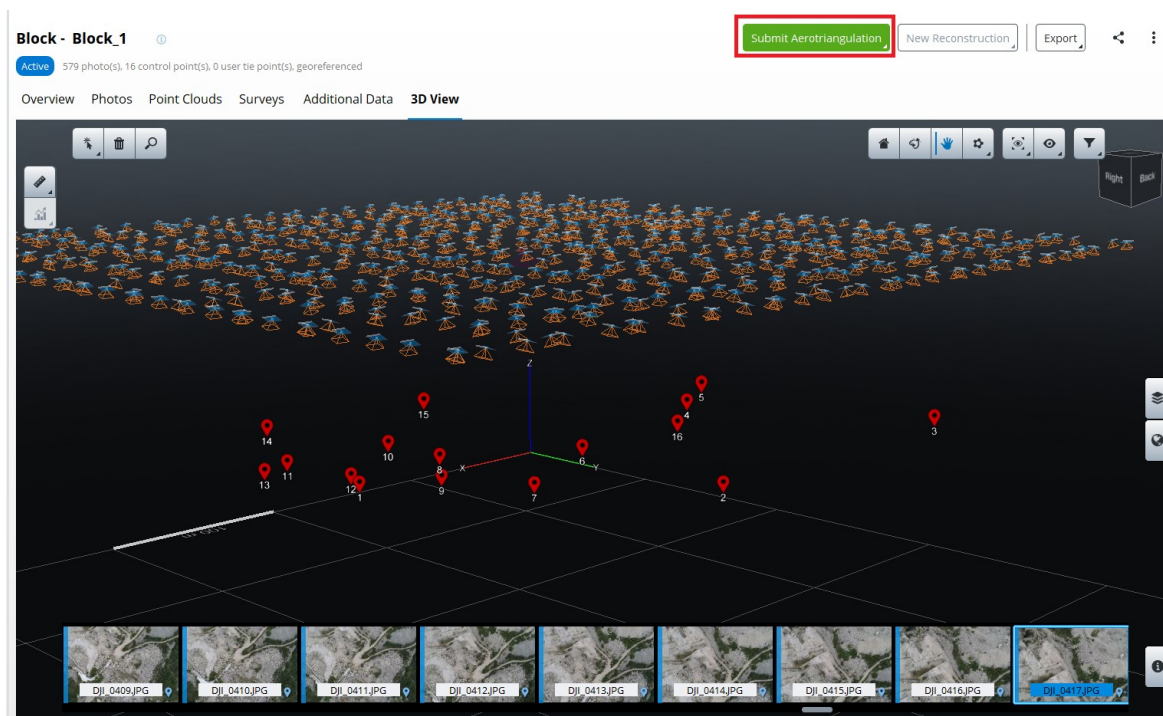 Block - Block_1
Submit Aerotriangulation
New Reconstruction
Export
Active
579 photo(s), 16 control point(s), 0 user tie point(s), georeferenced
Overview
Photos
Point Clouds
Surveys
Additional Data
3D View
Right
Back
Z
5
15
4
3
14
16
10
6
8
X
Y
11
13
12
1
9
7
2
DJI_0409.JPG
DJI_0410.JPG
DJI_0411.JPG
DJI_0412.JPG
DJI_0413.JPG
DJI_0414.JPG
DJI_0415.JPG
DJI_0416.JPG
DJI_0417.JPG